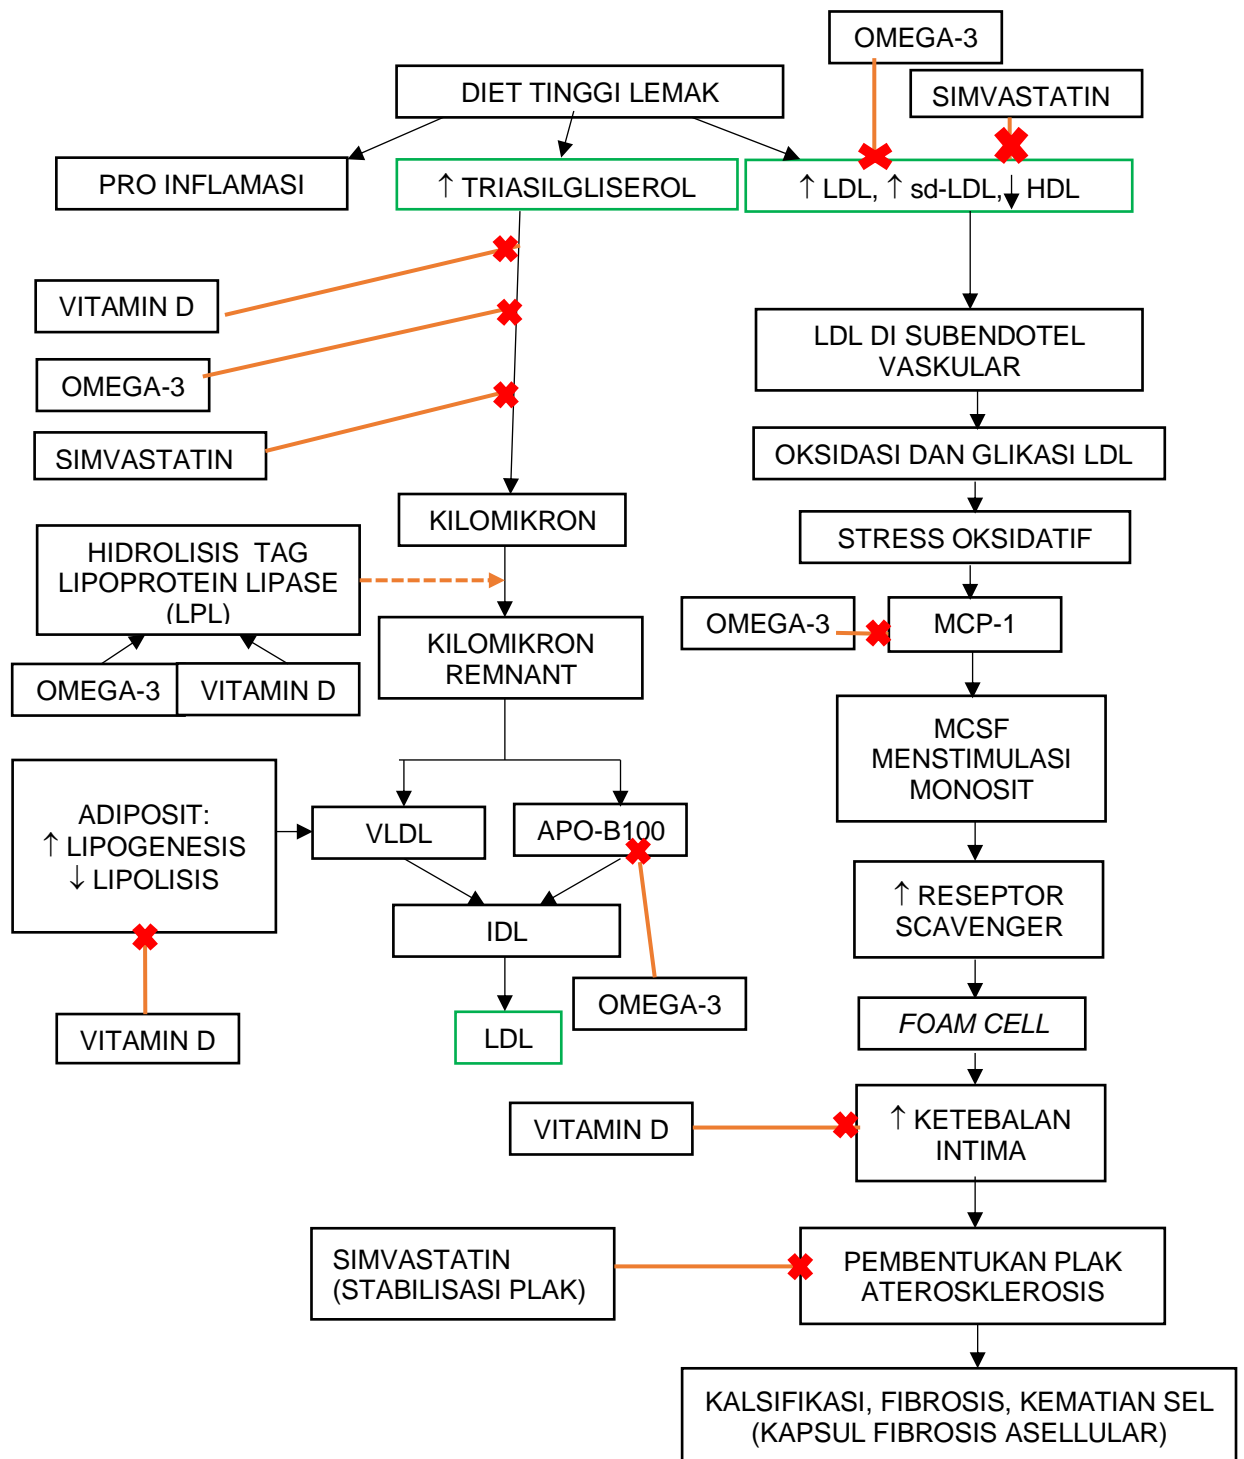 OMEGA-3
DIET TINGGI LEMAK
SIMVASTATIN
PRO INFLAMASI
↑ TRIASILGLISEROL
↑ LDL, ↑ sd-LDL, ↓ HDL
VITAMIN D
LDL DI SUBENDOTEL
VASKULAR
OMEGA-3
SIMVASTATIN
OKSIDASI DAN GLIKASI LDL
KILOMIKRON
STRESS OKSIDATIF
HIDROLISIS TAG
LIPOPROTEIN LIPASE
(LPL)
OMEGA-3
MCP-1
KILOMIKRON
REMNANT
OMEGA-3
VITAMIN D
MCSF
MENSTIMULASI
MONOSIT
ADIPOSIT:
↑ LIPOGENESIS
↓ LIPOLISIS
VLDL
APO-B100
↑ RESEPTOR
SCAVENGER
IDL
OMEGA-3
FOAM CELL
VITAMIN D
LDL
VITAMIN D
↑ KETEBALAN
INTIMA
SIMVASTATIN
(STABILISASI PLAK)
PEMBENTUKAN PLAK
ATEROSKLEROSIS
KALSIFIKASI, FIBROSIS, KEMATIAN SEL
(KAPSUL FIBROSIS ASELLULAR)